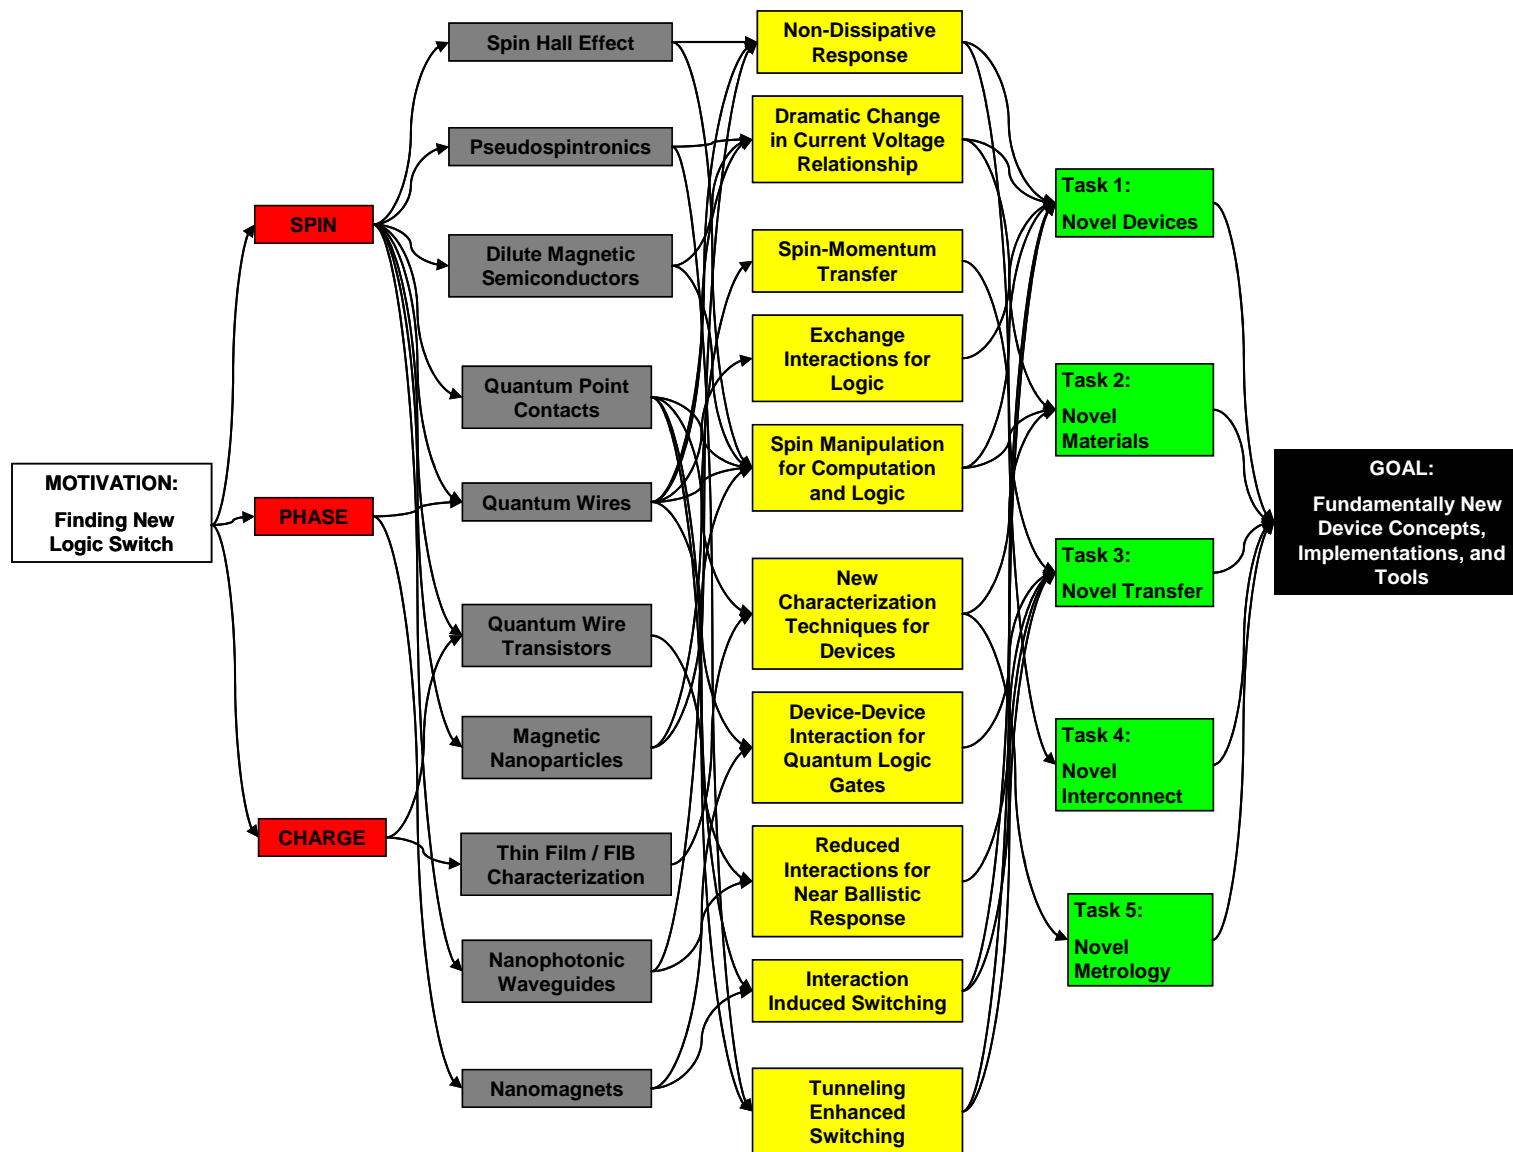 MOTIVATION:
Finding New
Logic Switch
SPIN
PHASE
CHARGE
Spin Hall Effect
Pseudospintronics
Dilute Magnetic
Semiconductors
Quantum Point
Contacts
Quantum Wires
Quantum Wire
Transistors
Magnetic
Nanoparticles
Thin Film / FIB
Characterization
Nanophotonic
Waveguides
Nanomagnets
Non-Dissipative
Response
Dramatic Change
in Current Voltage
Relationship
Spin-Momentum
Transfer
Exchange
Interactions for
Logic
Spin Manipulation
for Computation
and Logic
New
Characterization
Techniques for
Devices
Device-Device
Interaction for
Quantum Logic
Gates
Reduced
Interactions for
Near Ballistic
Response
Interaction
Induced Switching
Tunneling
Enhanced
Switching
Task 1:
Novel Devices
Task 2:
Novel
Materials
Task 3:
Novel Transfer
Task 4:
Novel
Interconnect
Task 5:
Novel
Metrology
GOAL:
Fundamentally New
Device Concepts,
Implementations, and
Tools